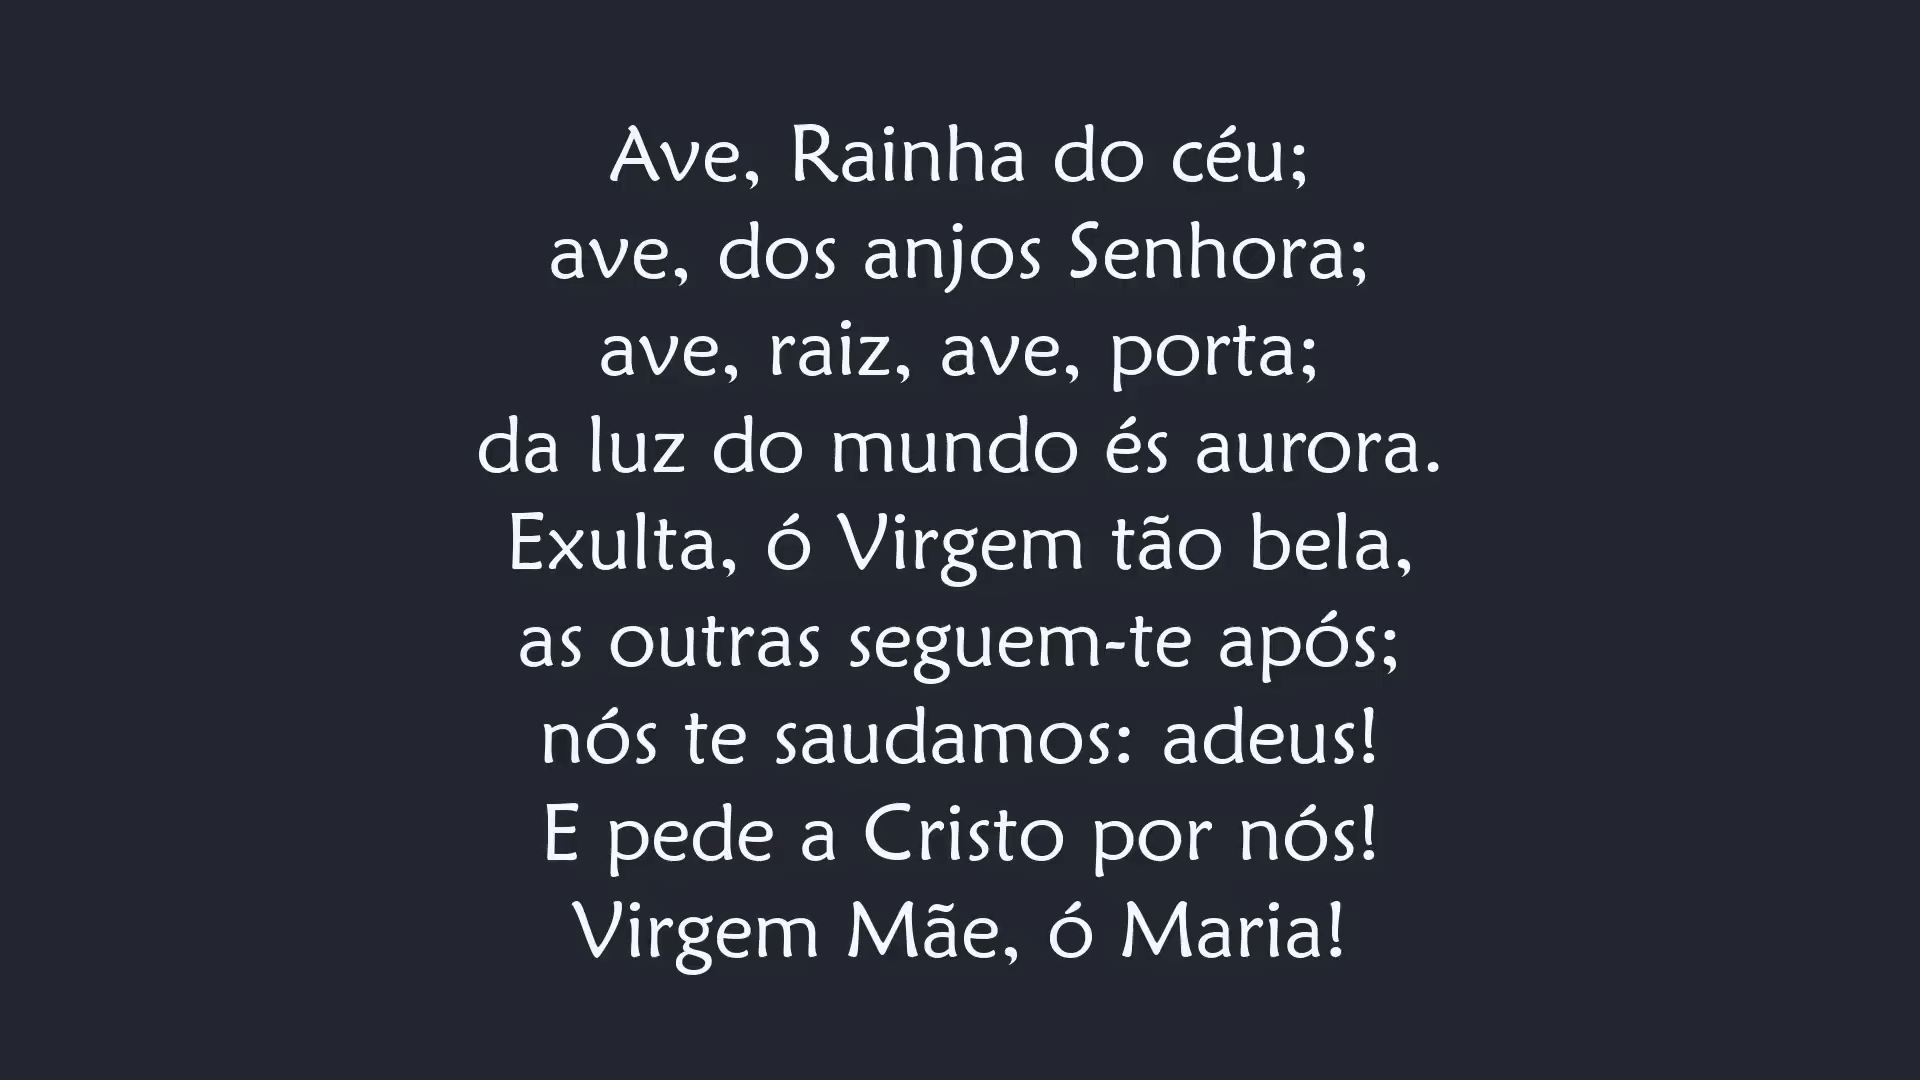 Ave, Rainha do céu;
ave, dos anjos Senhora;
ave, raiz, ave, porta;
da luz do mundo és aurora.
Exulta, ó Virgem tão bela,
as outras seguem-te após;
nós te saudamos: adeus!
E pede a Cristo por nós!
Virgem Mãe, ó Maria!